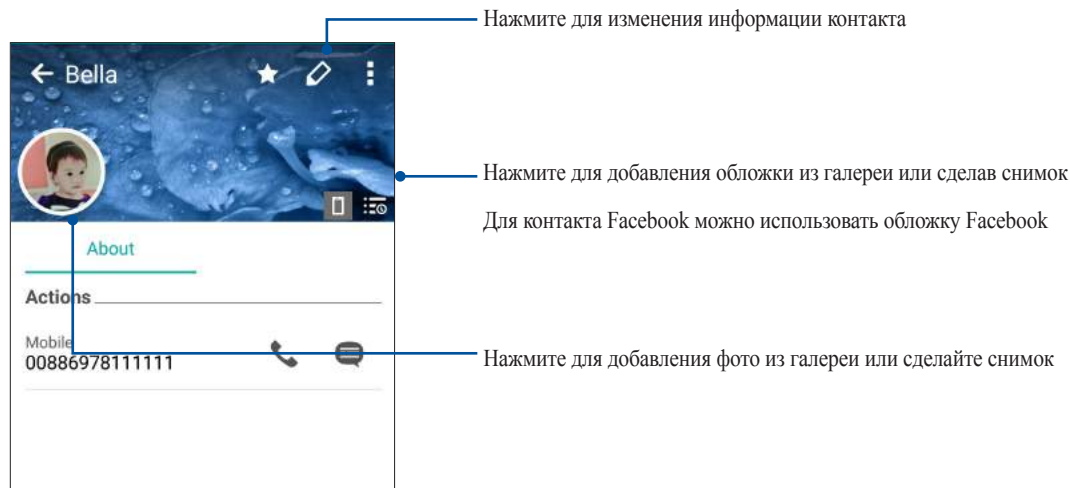 Нажмите для изменения информации контакта
Bella
Нажмите для добавления обложки из галереи или сделав снимок
Для контакта Facebook можно использовать обложку Facebook
About
Actions
Mobile
00886978111111
Нажмите для добавления фото из галереи или сделайте снимок